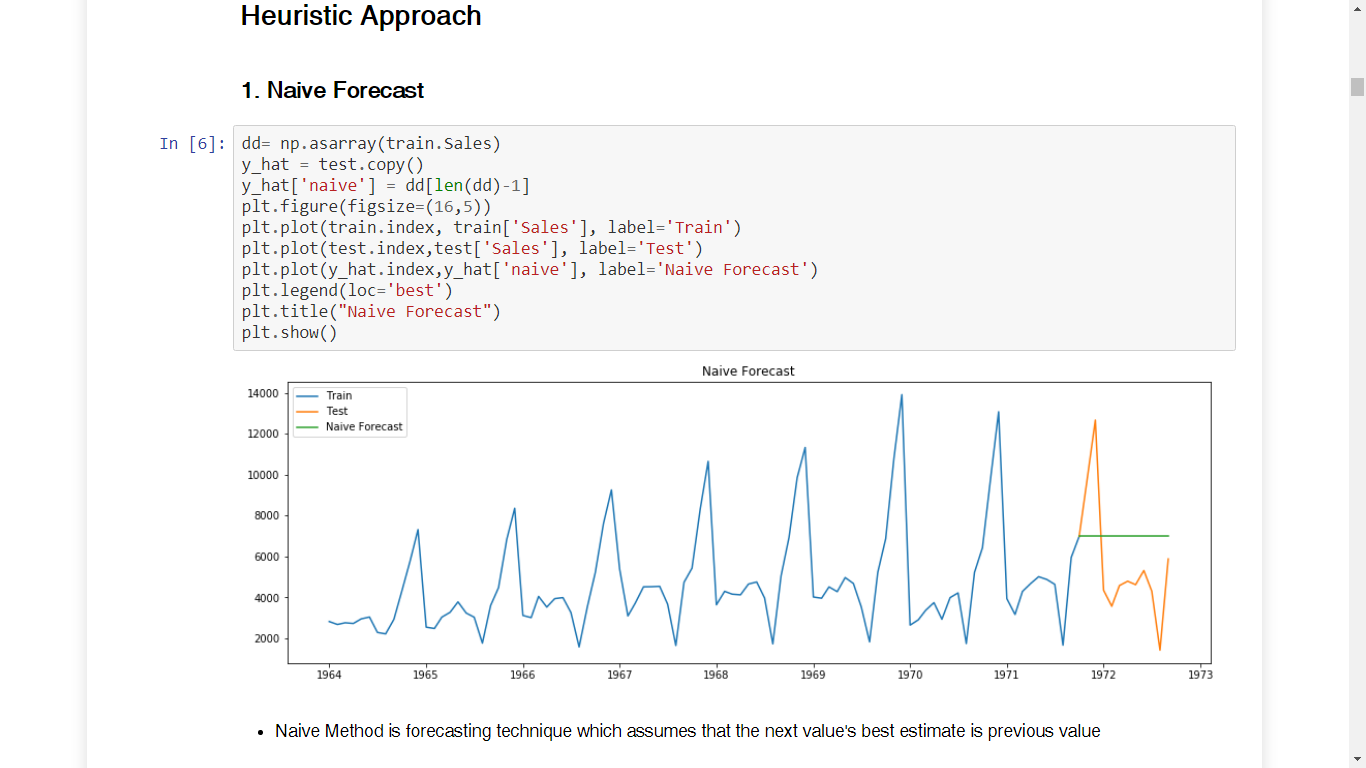 Heuristic Approach
1. Naive Forecast
In [6]:
dd= np.asarray(train.Sales)
y_hat = test.copy()
y_hat['naive'] = dd[len(dd)-1]
plt.figure(figsize=(16,5))
plt.plot(train.index, train['Sales'], label='Train')
plt.plot(test.index,test['Sales'], label='Test')
plt.plot(y_hat.index,y_hat['naive'], label='Naive Forecast')
plt.legend(loc='best')
plt.title("Naive Forecast")
plt.show()
Naive Forecast
Train
Test
Naive Forecast
14000
12000
10000
8000
6000
4000
2000
1964 1965 1966 1967 1968 1969 1970 1971 1972 1973
• Naive Method is forecasting technique which assumes that the next value's best estimate is previous value